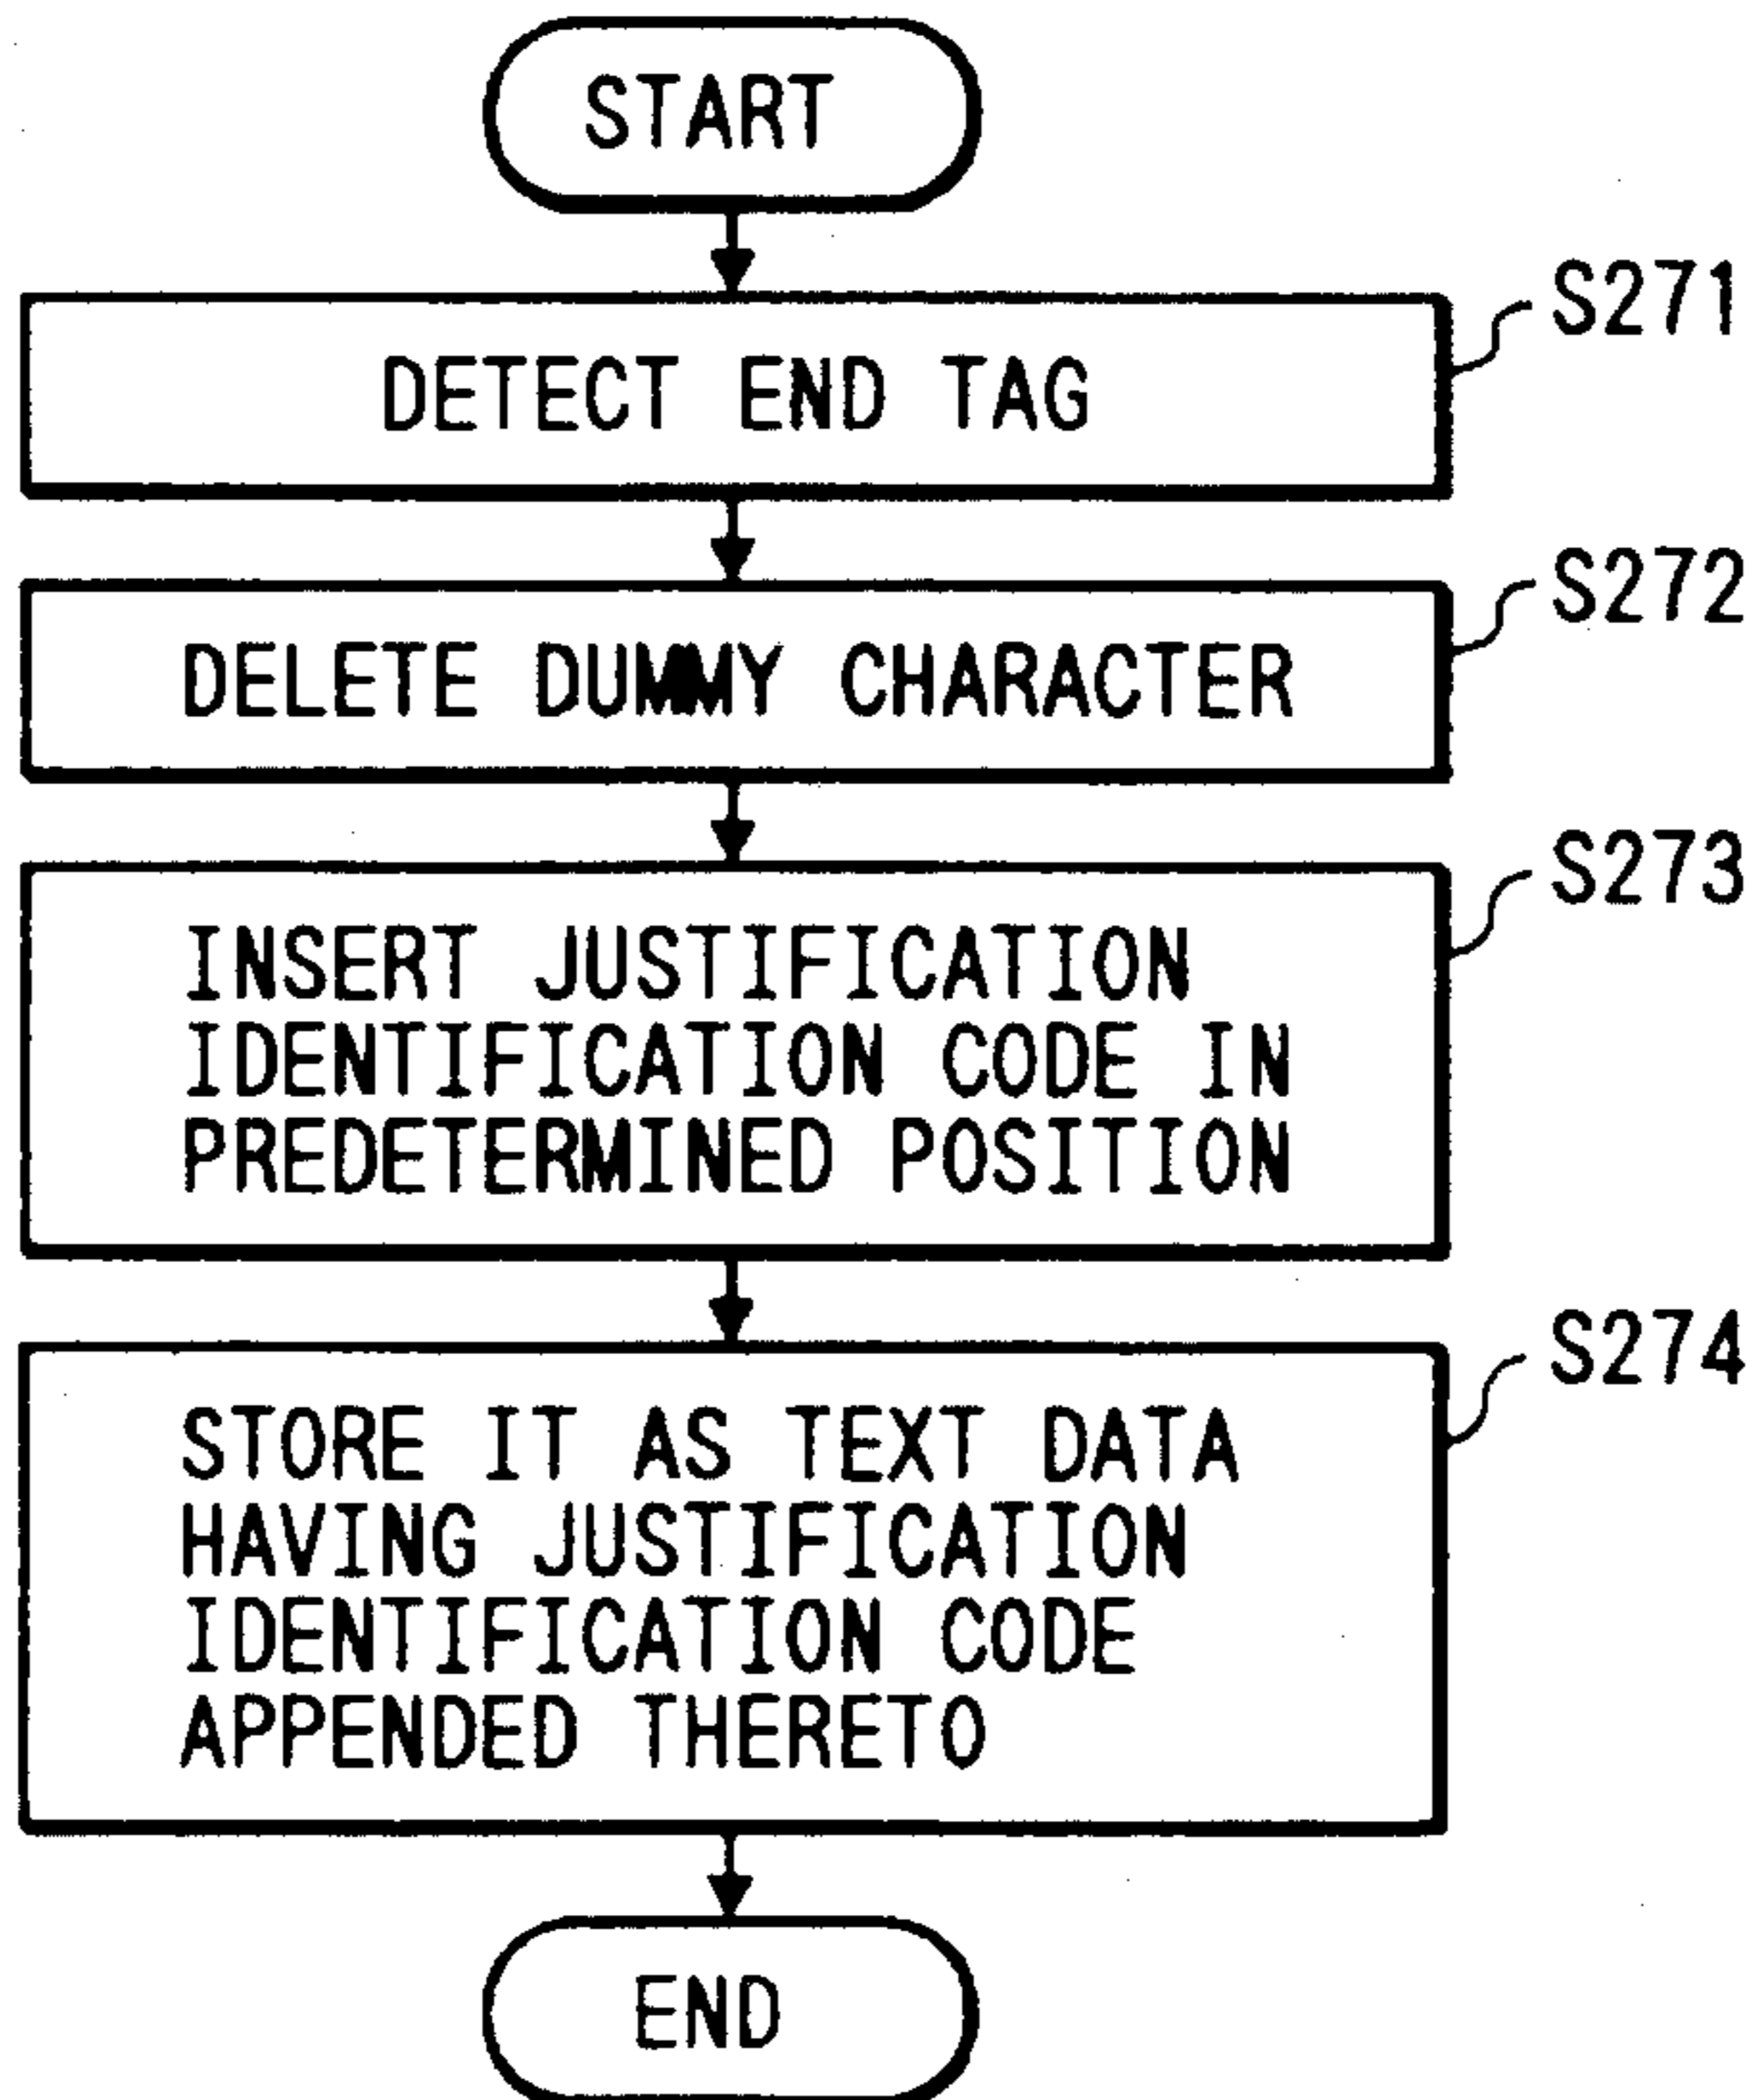 START
S271
DETECT END TAG
S272
DELETE DUMMY CHARACTER
S273
INSERT JUSTIFICATION
IDENTIFICATION CODE IN
PREDETERMINED POSITION
S274
STORE IT AS TEXT DATA
HAVING JUSTIFICATION
IDENTIFICATION CODE
APPENDED THERETO
END